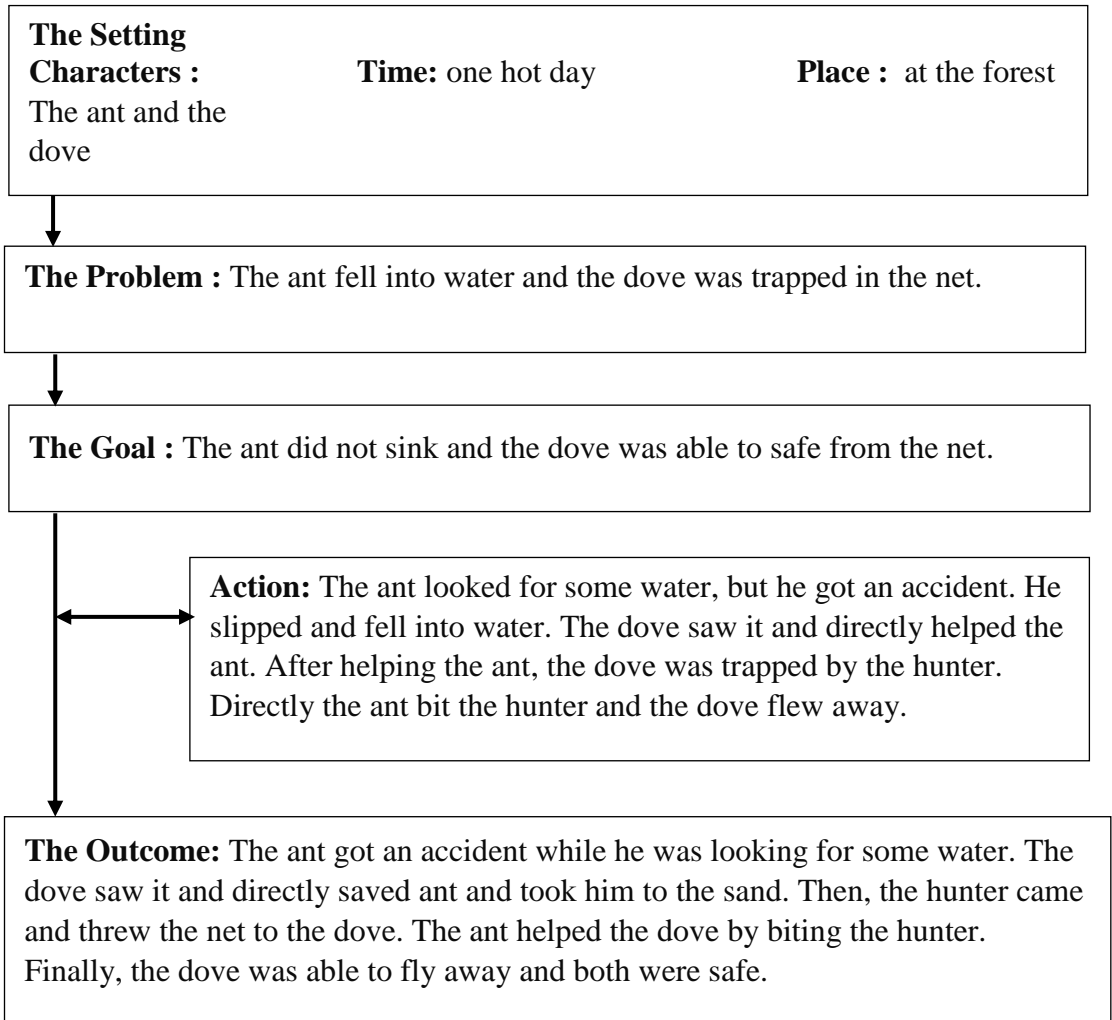 The Setting
Characters : Time: one hot day Place : at the forest
The ant and the
dove
The Problem : The ant fell into water and the dove was trapped in the net.
The Goal : The ant did not sink and the dove was able to safe from the net.
Action: The ant looked for some water, but he got an accident. He
slipped and fell into water. The dove saw it and directly helped the
ant. After helping the ant, the dove was trapped by the hunter.
Directly the ant bit the hunter and the dove flew away.
The Outcome: The ant got an accident while he was looking for some water. The
dove saw it and directly saved ant and took him to the sand. Then, the hunter came
and threw the net to the dove. The ant helped the dove by biting the hunter.
Finally, the dove was able to fly away and both were safe.